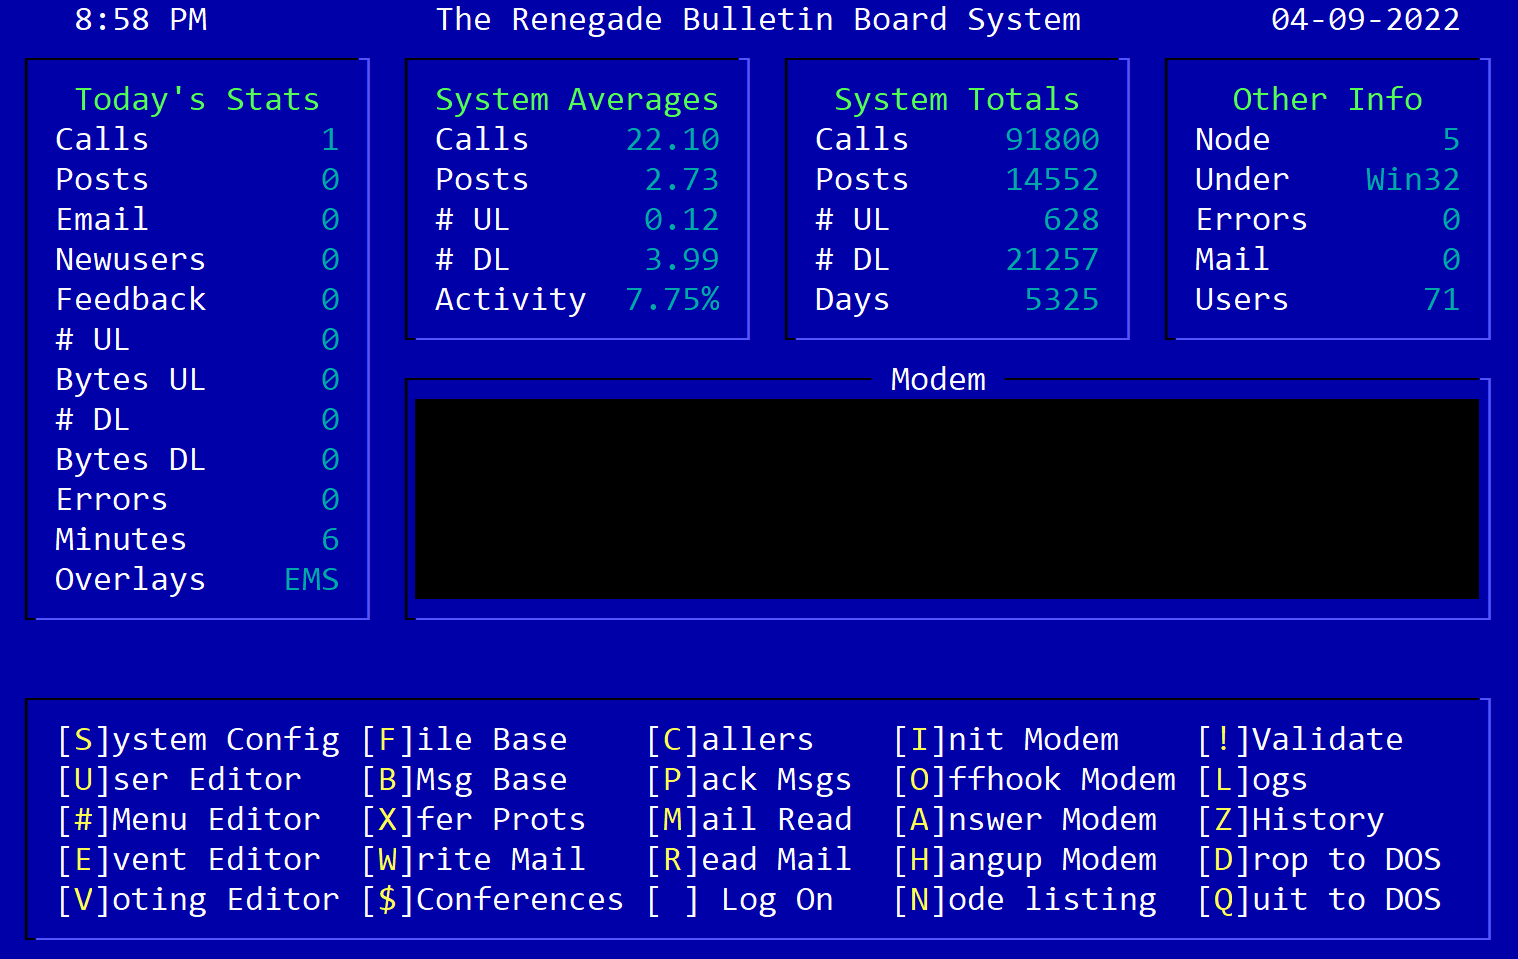 8:58 PM The Renegade Bulletin Board System 04-09-2022
Today's Stats
Calls 1
Posts 0
Email 0
Newusers 0
Feedback 0
# UL 0
Bytes UL 0
# DL 0
Bytes DL 0
Errors 0
Minutes 6
Overlays EMS
System Averages
Calls 22.10
Posts 2.73
# UL 0.12
# DL 3.99
Activity 7.75%
System Totals
Calls 91800
Posts 14552
# UL 628
# DL 21257
Days 5325
Other Info
Node 5
Under Win32
Errors 0
Mail 0
Users 71
Modem
[S]ystem Config [F]ile Base [C]allers [I]nit Modem [!]Validate
[U]ser Editor [B]Msg Base [P]ack Msgs [O]ffhook Modem [L]ogs
[#]Menu Editor [X]fer Prots [M]ail Read [A]nswer Modem [Z]History
[E]vent Editor [W]rite Mail [R]ead Mail [H]angup Modem [D]rop to DOS
[V]oting Editor [$]Conferences [ ] Log On [N]ode listing [Q]uit to DOS